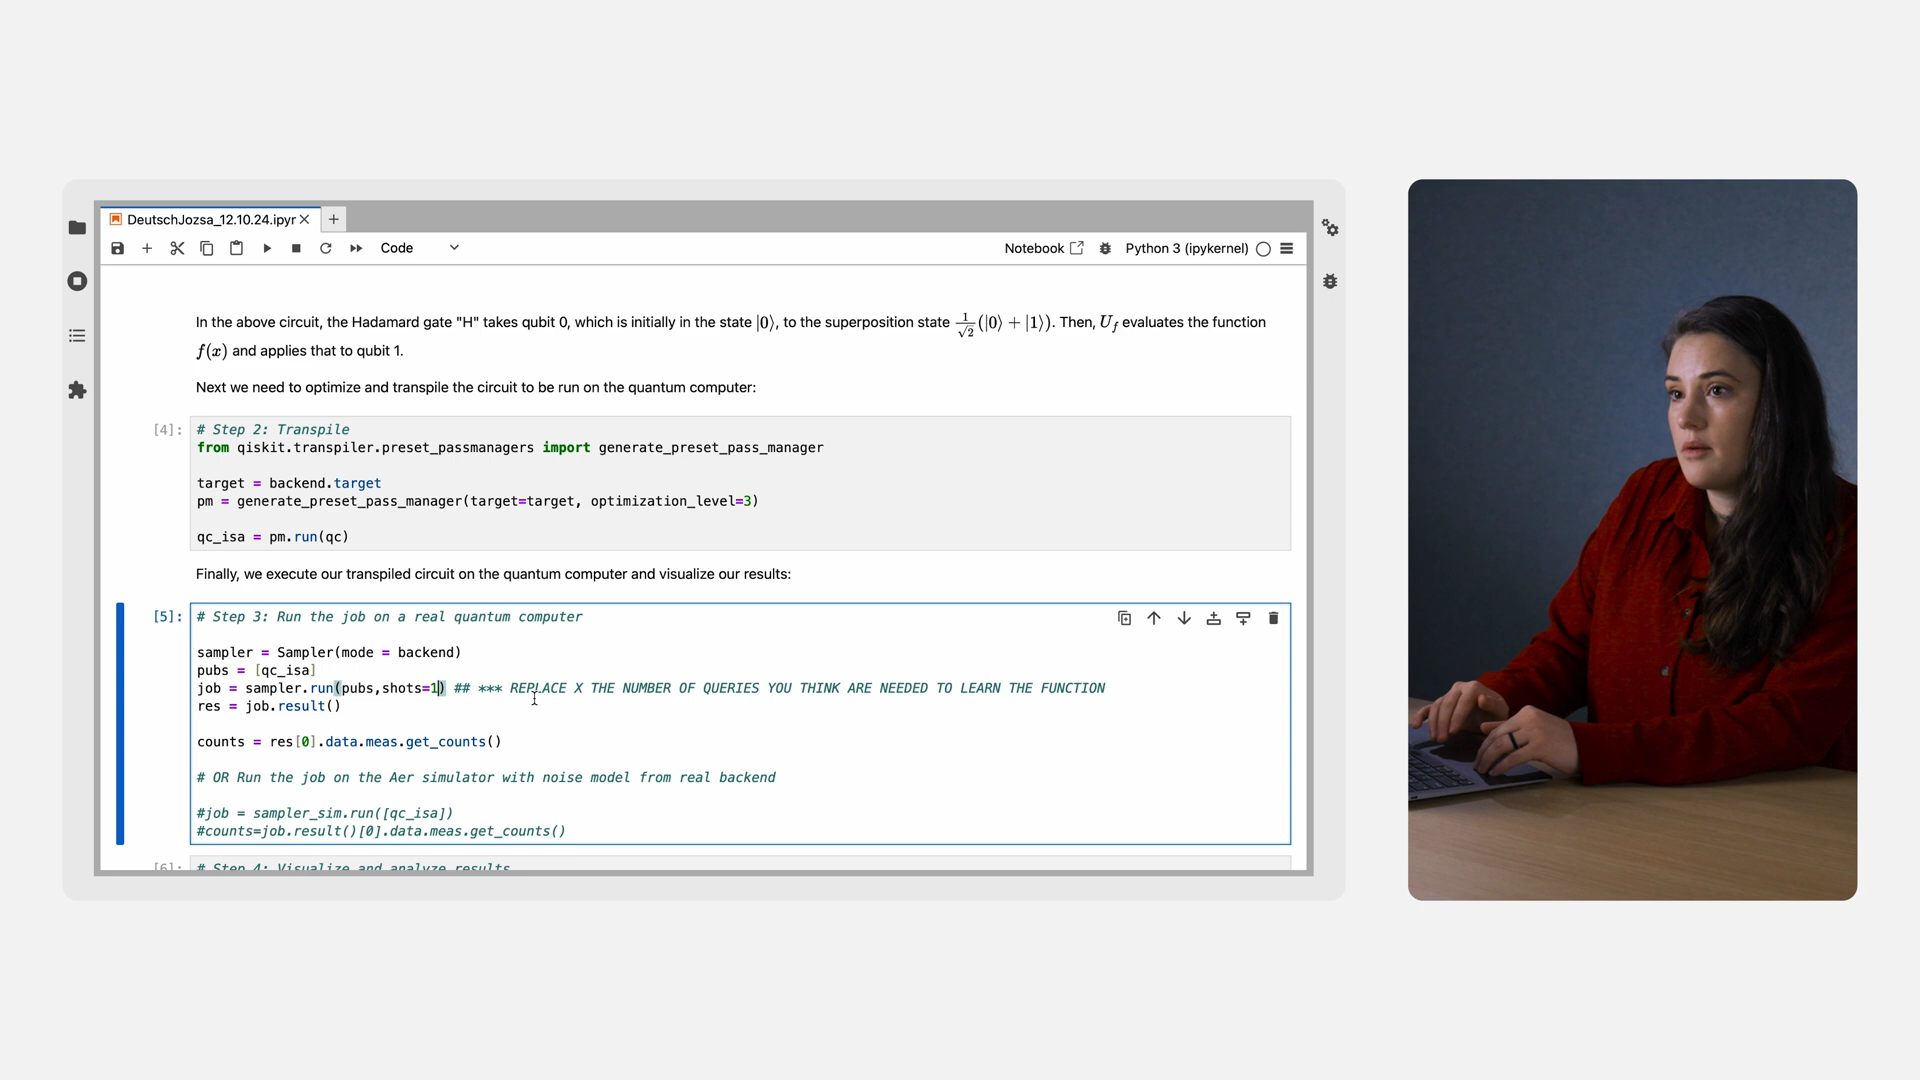 DeutschJozsa_12.10.24.ipyr
Code
Notebook
Python 3 (ipykernel)
In the above circuit, the Hadamard gate "H" takes qubit 0, which is initially in the state |0⟩, to the superposition state 1/√2(|0⟩ + |1⟩). Then, U_f evaluates the function
f(x) and applies that to qubit 1.
Next we need to optimize and transpile the circuit to be run on the quantum computer:
[4]: # Step 2: Transpile
from qiskit.transpiler.preset_passmanagers import generate_preset_pass_manager
target = backend.target
pm = generate_preset_pass_manager(target=target, optimization_level=3)
qc_isa = pm.run(qc)
Finally, we execute our transpiled circuit on the quantum computer and visualize our results:
[5]: # Step 3: Run the job on a real quantum computer
sampler = Sampler(mode = backend)
pubs = [qc_isa]
job = sampler.run(pubs,shots=1) ## *** REPLACE X THE NUMBER OF QUERIES YOU THINK ARE NEEDED TO LEARN THE FUNCTION
res = job.result()
counts = res[0].data.meas.get_counts()
# OR Run the job on the Aer simulator with noise model from real backend
#job = sampler_sim.run([qc_isa])
#counts=job.result()[0].data.meas.get_counts()
[6]: # Step 4: Visualize and analyze results